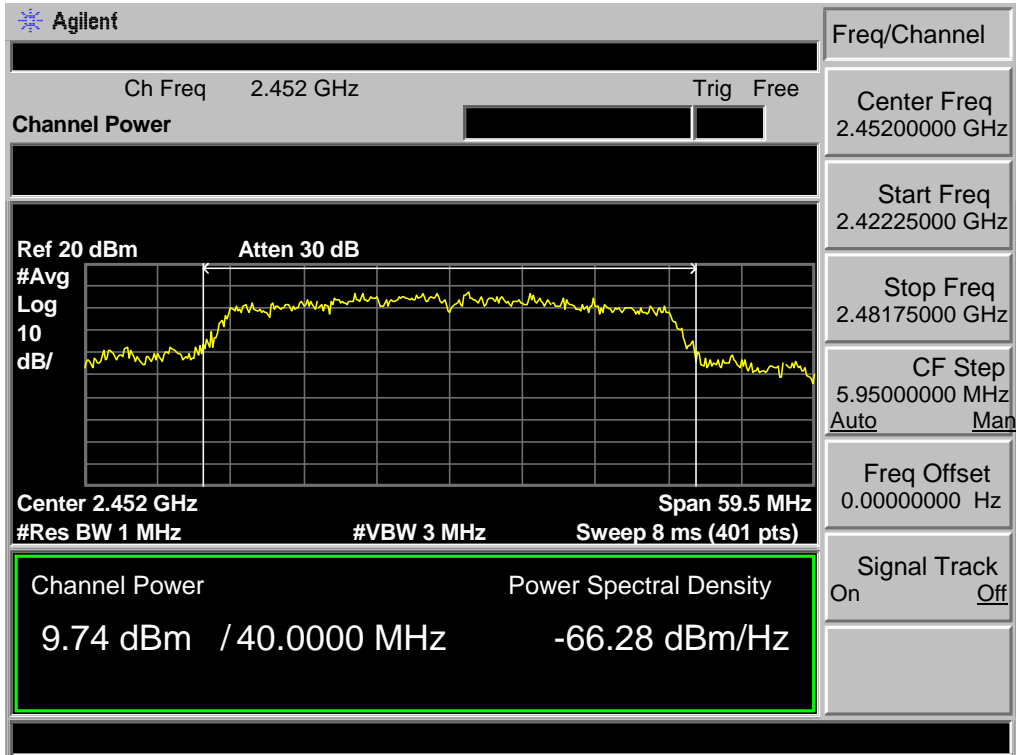 Agilent
Freq/Channel
Ch Freq 2.452 GHz Trig Free
Channel Power
Center Freq
2.45200000 GHz
Start Freq
2.42225000 GHz
Stop Freq
2.48175000 GHz
CF Step
5.95000000 MHz
Auto Man
Freq Offset
0.00000000 Hz
Signal Track
On Off
Ref 20 dBm Atten 30 dB
#Avg
Log
10
dB/
Center 2.452 GHz Span 59.5 MHz
#Res BW 1 MHz #VBW 3 MHz Sweep 8 ms (401 pts)
Channel Power Power Spectral Density
9.74 dBm / 40.0000 MHz -66.28 dBm/Hz